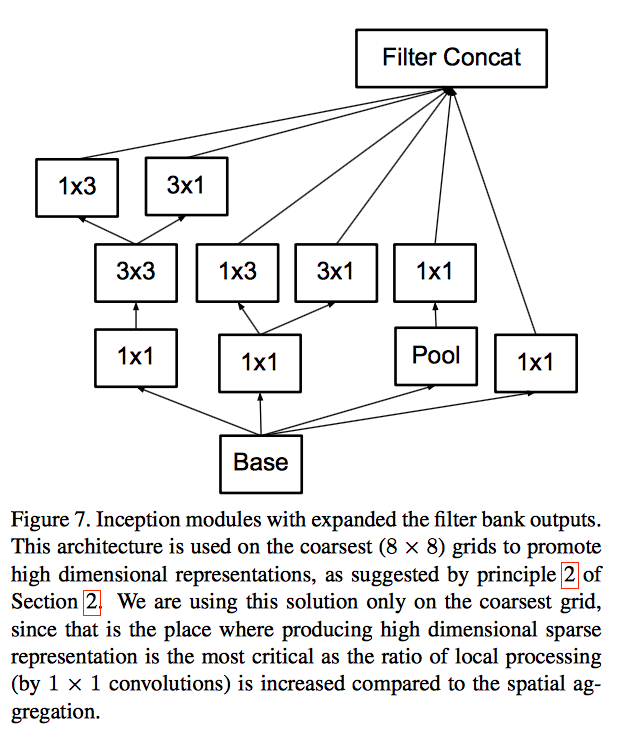 Filter Concat
1x3
3x1
3x3
1x3
3x1
1x1
1x1
1x1
Pool
1x1
Base
Figure 7. Inception modules with expanded the filter bank outputs.
This architecture is used on the coarsest (8 × 8) grids to promote
high dimensional representations, as suggested by principle 2 of
Section 2. We are using this solution only on the coarsest grid,
since that is the place where producing high dimensional sparse
representation is the most critical as the ratio of local processing
(by 1 × 1 convolutions) is increased compared to the spatial ag-
gregation.